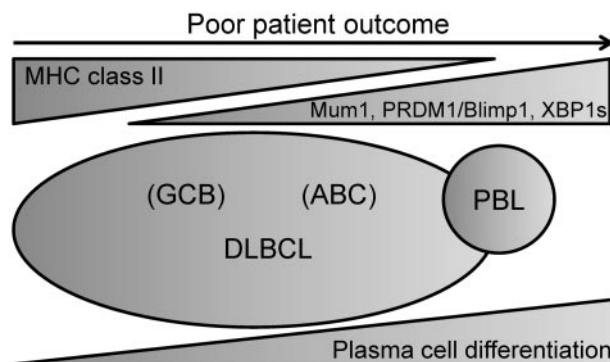 Poor patient outcome
MHC class II
Mum1, PRDM1/Blimp1, XBP1s
(GCB) (ABC) PBL
DLBCL
Plasma cell differentiation